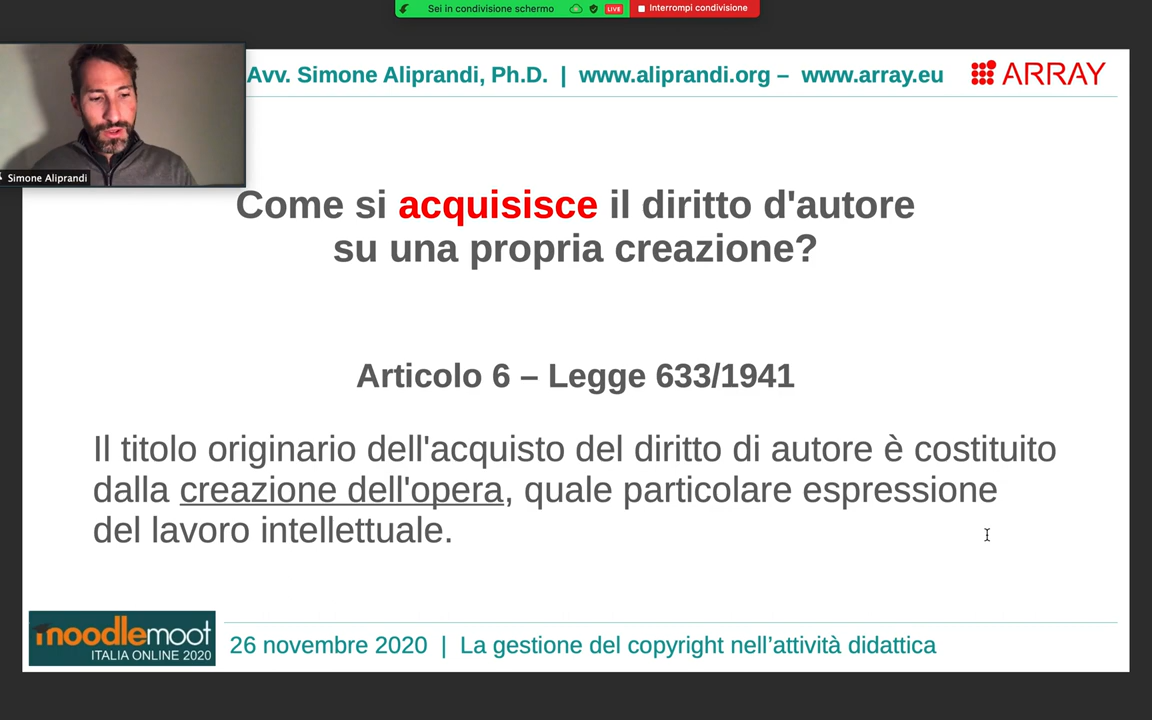 Sei in condivisione schermo LIVE Interrompi condivisione
Avv. Simone Aliprandi, Ph.D. | www.aliprandi.org – www.array.eu ARRAY
Simone Aliprandi
Come si acquisisce il diritto d'autore
su una propria creazione?
Articolo 6 – Legge 633/1941
Il titolo originario dell'acquisto del diritto di autore è costituito
dalla creazione dell'opera, quale particolare espressione
del lavoro intellettuale.
moodlemoot
ITALIA ONLINE 2020
26 novembre 2020 | La gestione del copyright nell’attività didattica